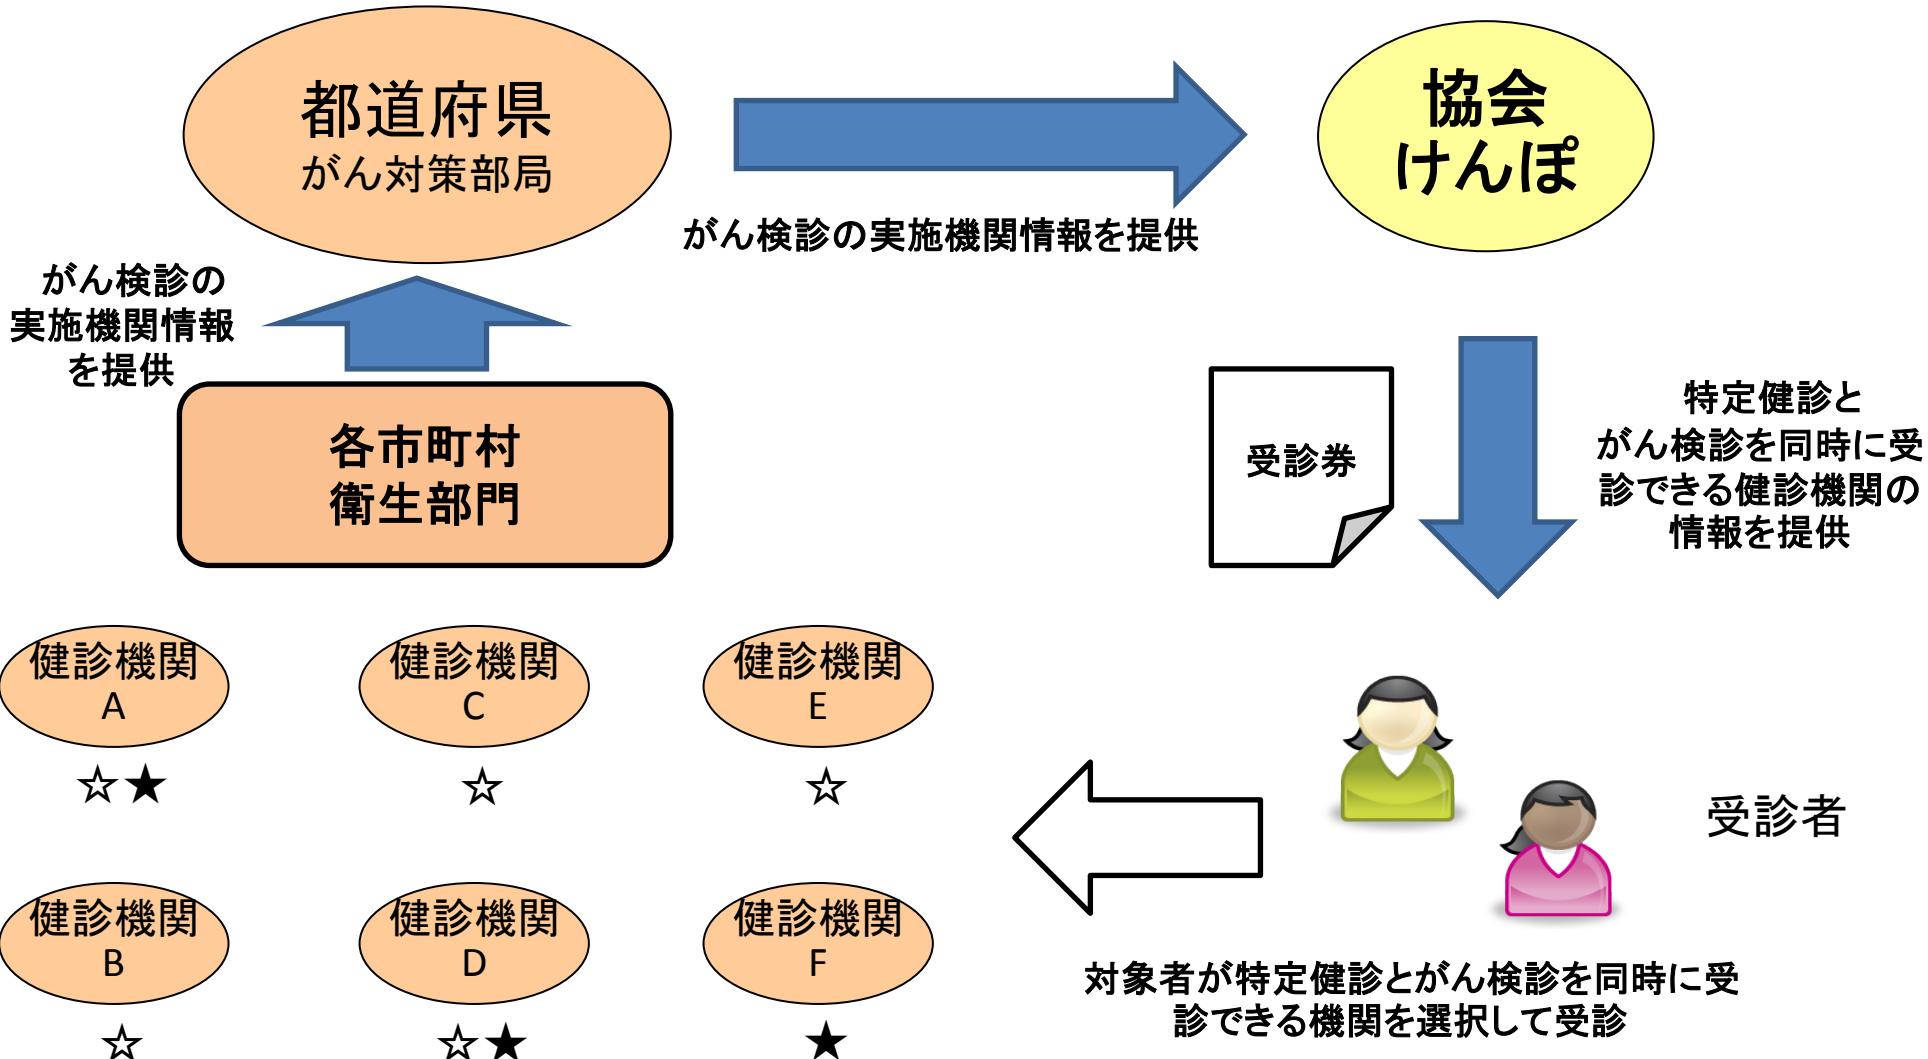 都道府県
がん対策部局
協会
けんぽ
がん検診の実施機関情報を提供
がん検診の
実施機関情報
を提供
各市町村
衛生部門
受診券
特定健診と
がん検診を同時に受
診できる健診機関の
情報を提供
健診機関
A
☆★
健診機関
C
☆
健診機関
E
☆
受診者
健診機関
B
☆
健診機関
D
☆★
健診機関
F
★
対象者が特定健診とがん検診を同時に受
診できる機関を選択して受診